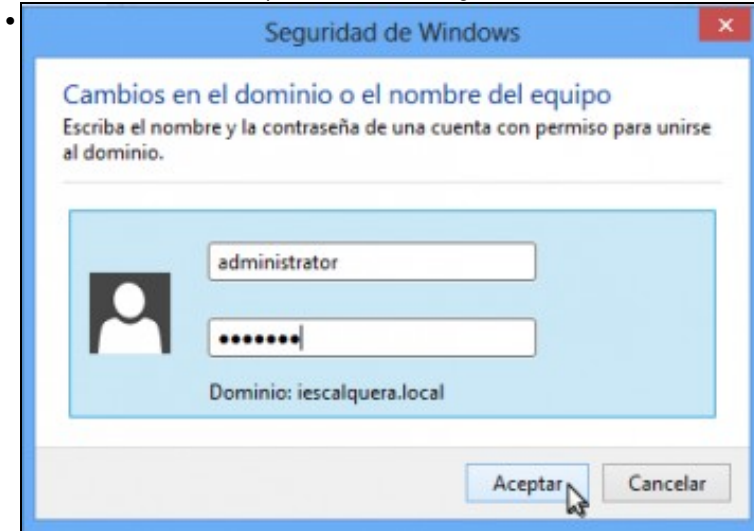 Seguridad de Windows
Cambios en el dominio o el nombre del equipo
Escriba el nombre y la contraseña de una cuenta con permiso para unirse
al dominio.
administrator
•••••••
Dominio: iescalquera.local
Aceptar
Cancelar